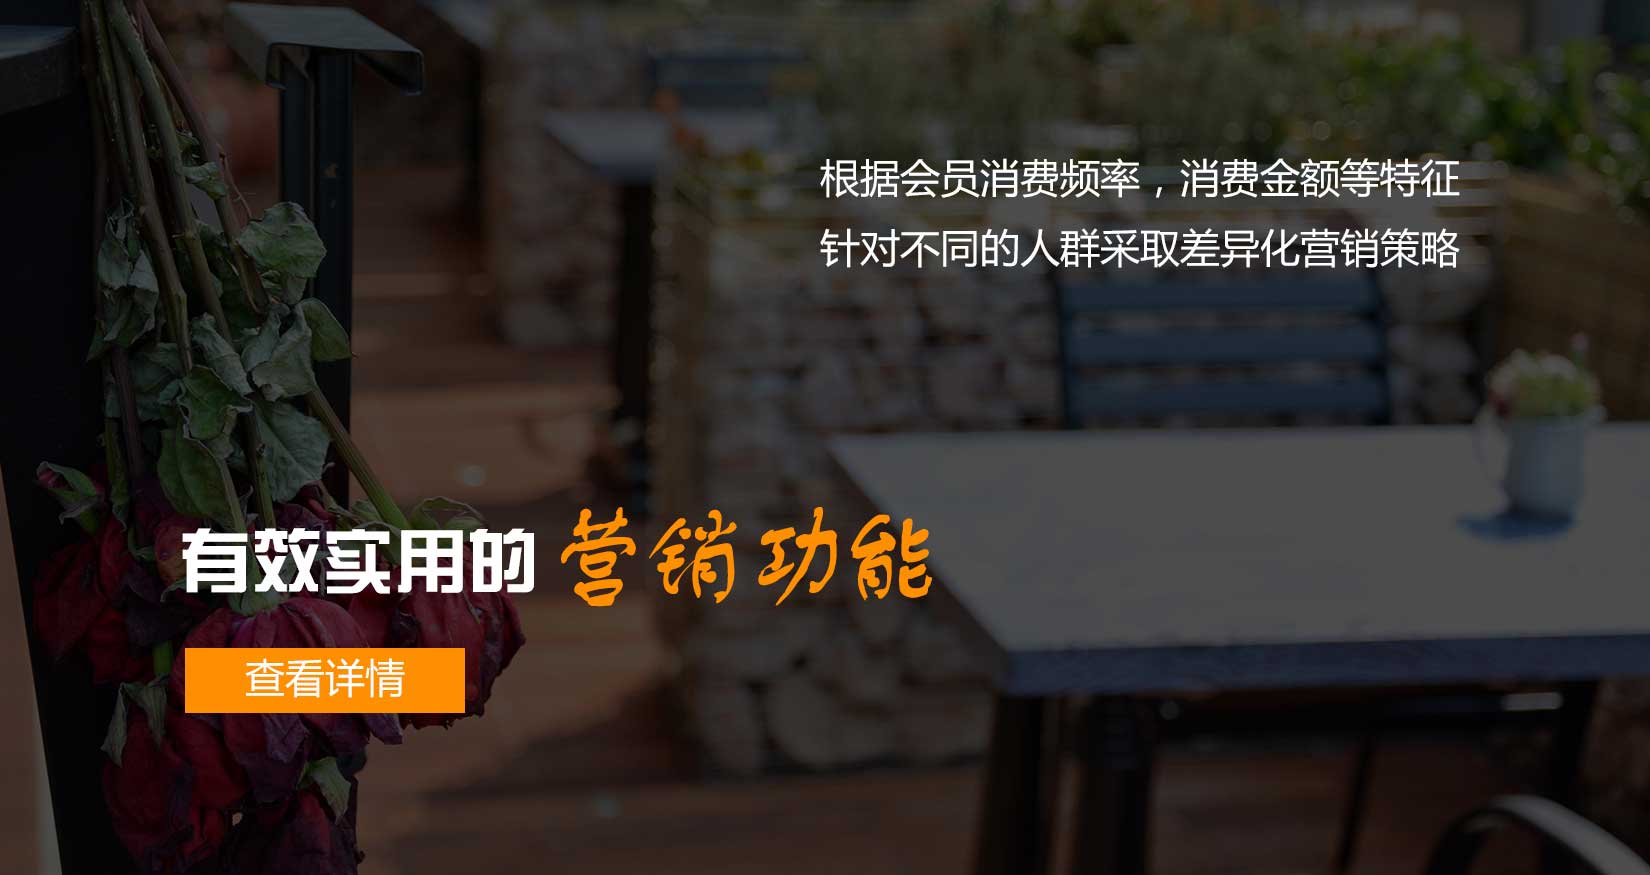 根据会员消费频率，消费金额等特征
针对不同的人群采取差异化营销策略
有效实用的营销功能
查看详情